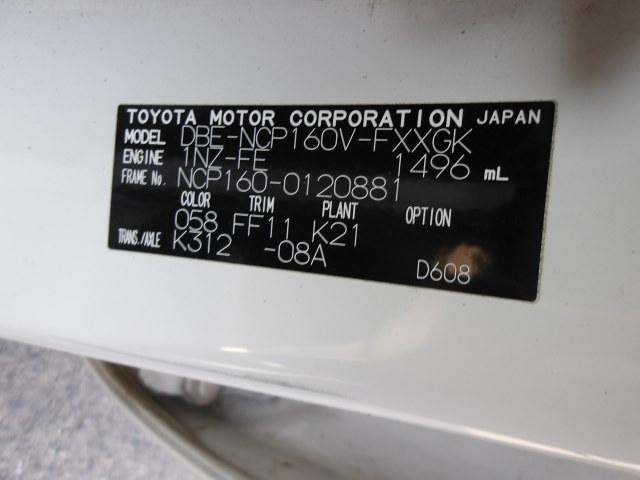 TOYOTA MOTOR CORPORATION JAPAN
MODEL DBE-NCP160V-FXXGK
ENGINE 1NZ-FE 1496 mL
FRAME No. NCP160-0120881
COLOR TRIM PLANT OPTION
058 FF11 K21
TRANS./AXLE K312 -08A
D608